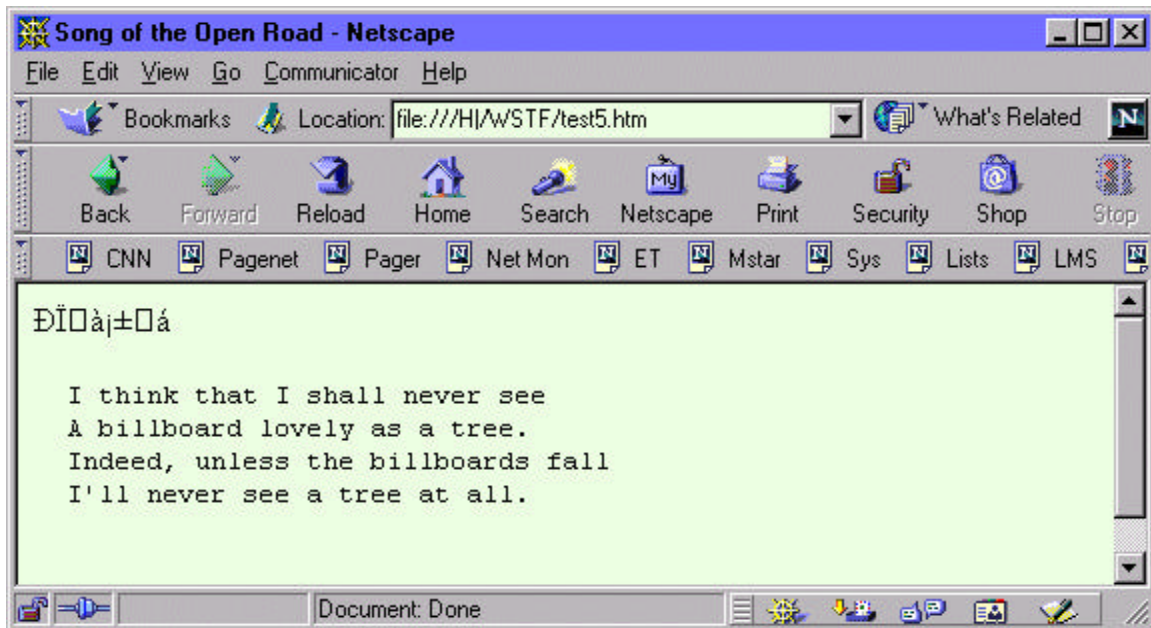 Song of the Open Road - Netscape
File Edit View Go Communicator Help
Bookmarks Location: file:///H|/WSTF/test5.htm What's Related N
My
Back Forward Reload Home Search Netscape Print Security Shop Stop
CNN Pagenet Pager Net Mon ET Mstar Sys Lists LMS
ÐÏ□à¡±□á
I think that I shall never see
A billboard lovely as a tree.
Indeed, unless the billboards fall
I'll never see a tree at all.
Document: Done